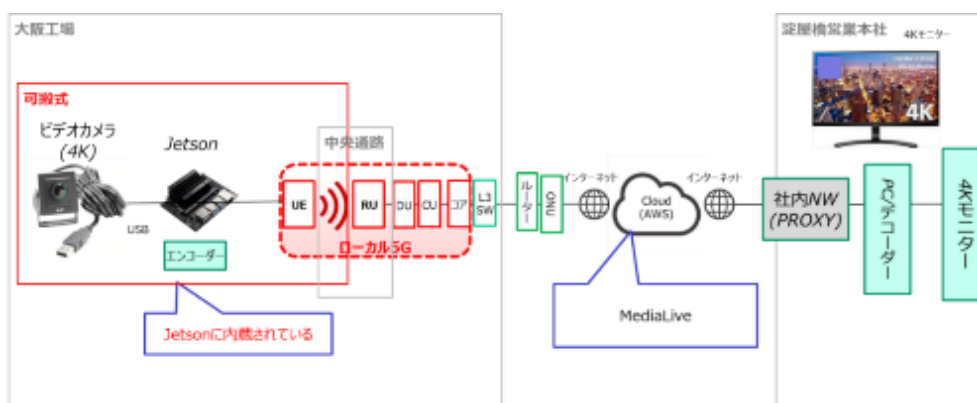 大阪工場
淀屋橋営業本社
4Kモニター
可搬式
ビデオカメラ
(4K)
Jetson
中央通路
4K
USB
エンコーダー
UE
RU
DU
CU
コア
L3
SW
ルーター
ONU
インターネット
Cloud
(AWS)
インターネット
社内NW
(PROXY)
PC/デコーダー
4Kモニター
ローカル5G
Jetsonに内蔵されている
MediaLive